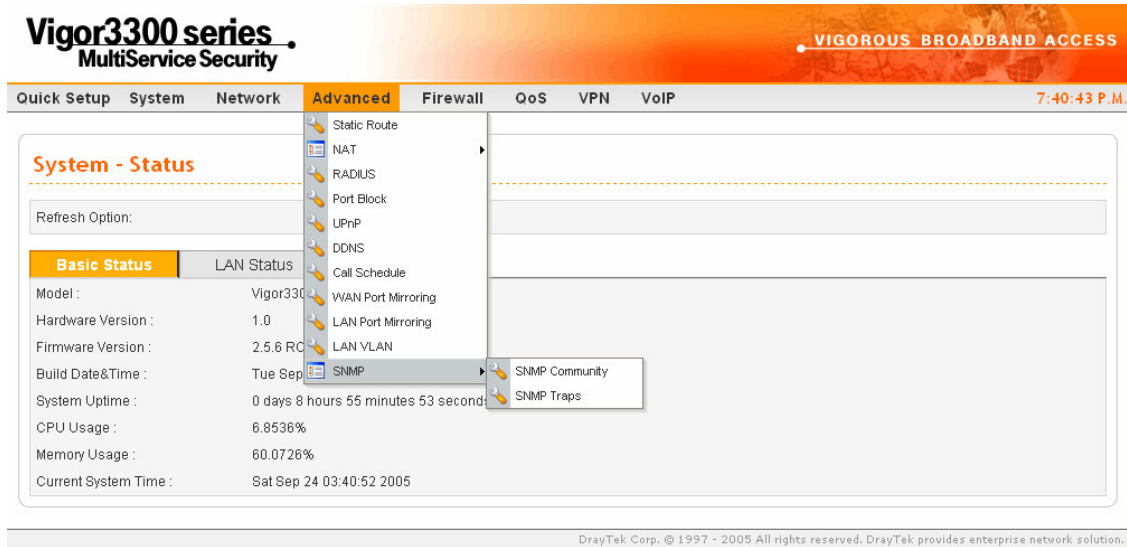 Vigor3300 series
MultiService Security
VIGOROUS BROADBAND ACCESS
Quick Setup System Network Advanced Firewall QoS VPN VoIP 7:40:43 P.M.
Static Route
NAT
RADIUS
Port Block
UPnP
DDNS
Call Schedule
WAN Port Mirroring
LAN Port Mirroring
LAN VLAN
SNMP
SNMP Community
SNMP Traps
System - Status
Refresh Option:
Basic Status LAN Status
Model :
Hardware Version : 1.0
Firmware Version : 2.5.6
Build Date&Time : Tue Sep
System Uptime : 0 days 8 hours 55 minutes 53 seconds
CPU Usage : 6.8536%
Memory Usage : 60.0726%
Current System Time : Sat Sep 24 03:40:52 2005
DrayTek Corp. © 1997 - 2005 All rights reserved. DrayTek provides enterprise network solution.